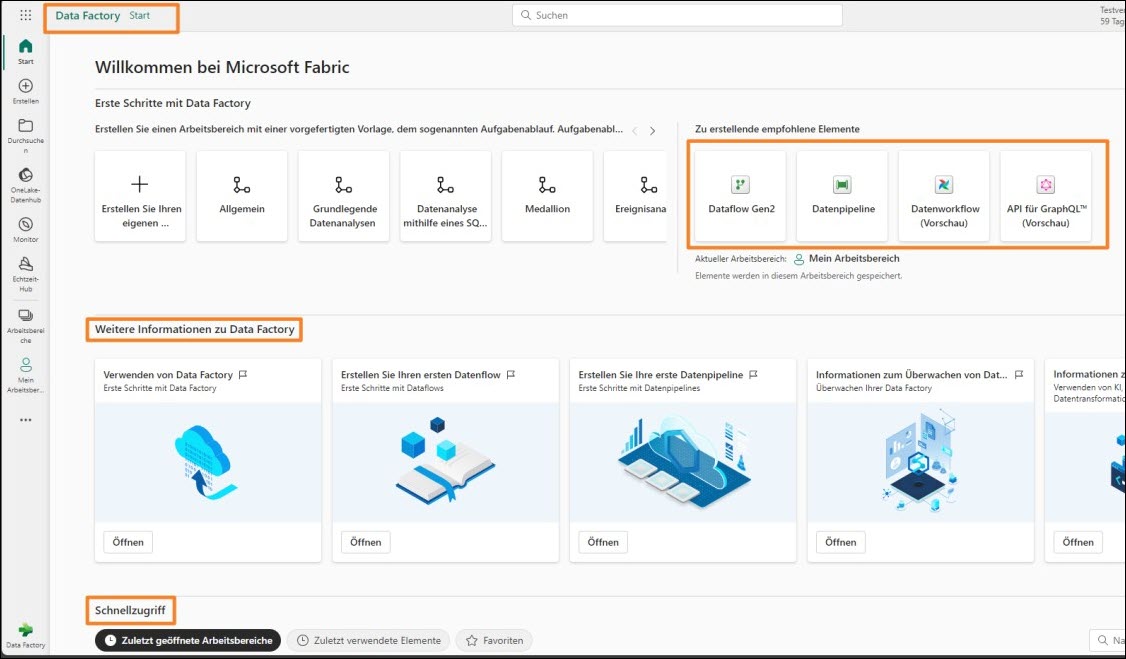 Data Factory Start
Suchen
Testver
59 Tag
Start
Erstellen
Durchsuche
n
OneLake-
Datenhub
Monitor
Echtzeit-
Hub
Arbeitsberei
che
Mein
Arbeitsber...
Data Factory
Willkommen bei Microsoft Fabric
Erste Schritte mit Data Factory
Erstellen Sie einen Arbeitsbereich mit einer vorgefertigten Vorlage, dem sogenannten Aufgabenablauf. Aufgabenabl...
Erstellen Sie Ihren
eigenen ...
Allgemein
Grundlegende
Datenanalysen
Datenanalyse
mithilfe eines SQ...
Medallion
Ereignisana
Zu erstellende empfohlene Elemente
Dataflow Gen2
Datenpipeline
Datenworkflow
(Vorschau)
API für GraphQL™
(Vorschau)
Aktueller Arbeitsbereich: Mein Arbeitsbereich
Elemente werden in diesem Arbeitsbereich gespeichert.
Weitere Informationen zu Data Factory
Verwenden von Data Factory
Erste Schritte mit Data Factory
Öffnen
Erstellen Sie Ihren ersten Datenflow
Erste Schritte mit Dataflows
Öffnen
Erstellen Sie Ihre erste Datenpipeline
Erste Schritte mit Datenpipelines
Öffnen
Informationen zum Überwachen von Dat...
Überwachen Ihrer Data Factory
Öffnen
Informationen z
Verwenden von KI,
Datentransformatio
Öffnen
Schnellzugriff
Zuletzt geöffnete Arbeitsbereiche
Zuletzt verwendete Elemente
Favoriten
Na